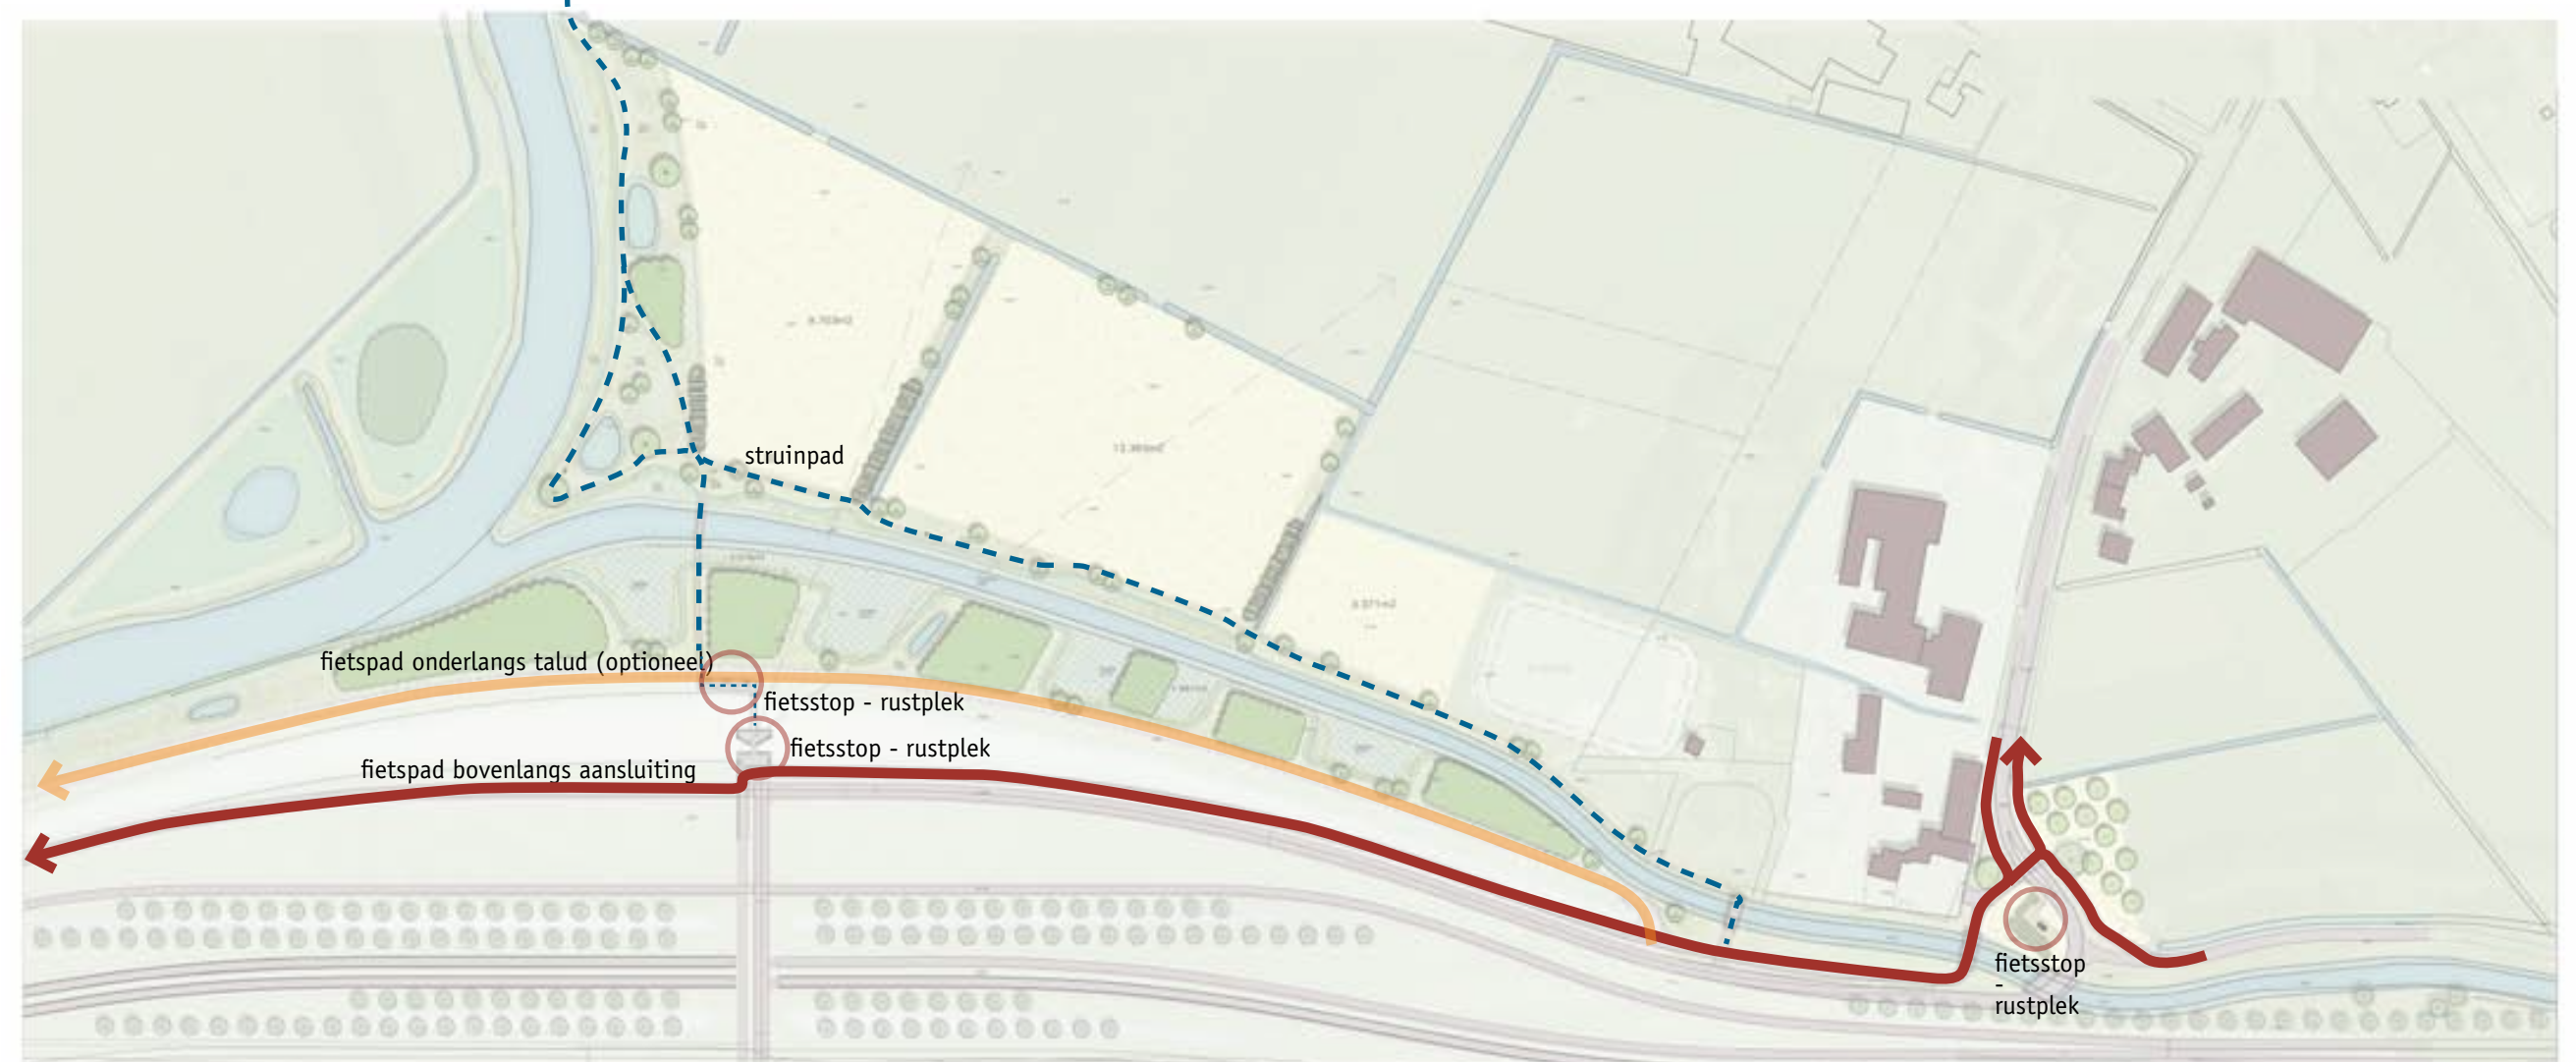 struinpad
fietspad onderlangs talud (optioneel)
fietsstop - rustplek
fietsstop - rustplek
fietspad bovenlangs aansluiting
fietsstop
-
rustplek